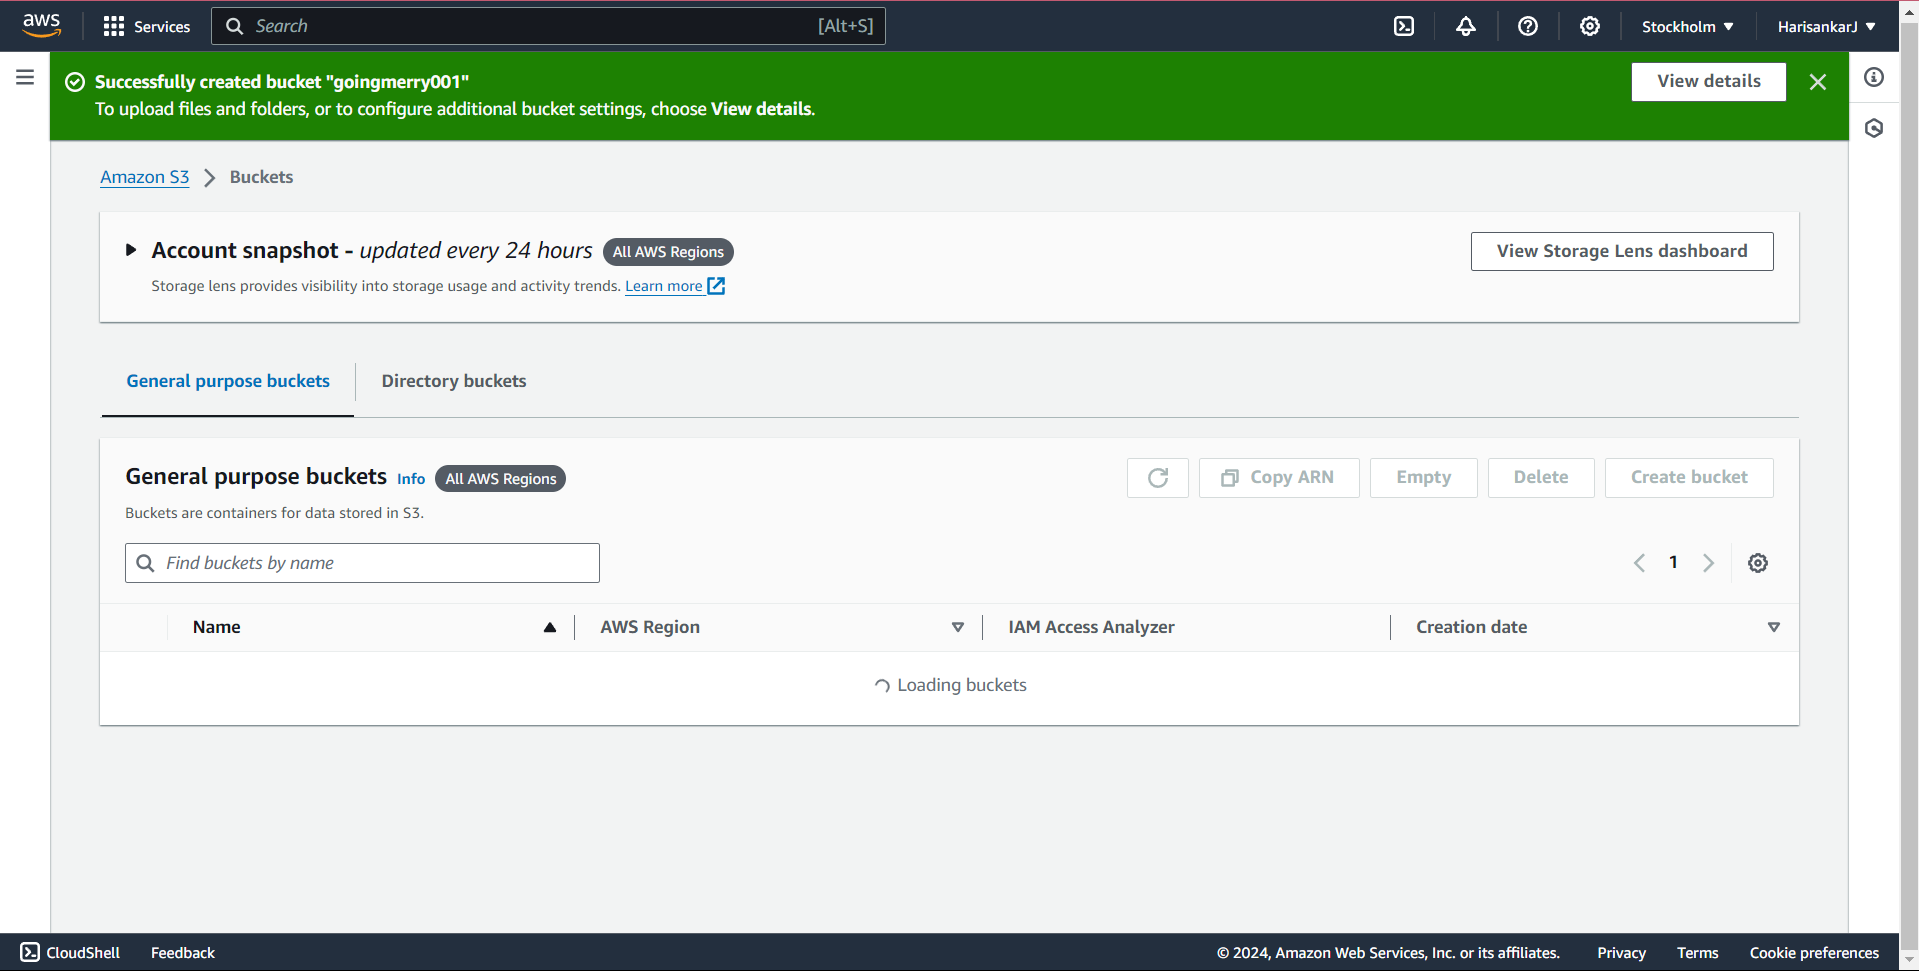 aws
Services
Search
[Alt+S]
Stockholm
HarisankarJ
Successfully created bucket "goingmerry001"
To upload files and folders, or to configure additional bucket settings, choose View details.
View details
Amazon S3
Buckets
Account snapshot - updated every 24 hours
All AWS Regions
Storage lens provides visibility into storage usage and activity trends. Learn more
View Storage Lens dashboard
General purpose buckets
Directory buckets
General purpose buckets
Info
All AWS Regions
Copy ARN
Empty
Delete
Create bucket
Buckets are containers for data stored in S3.
Find buckets by name
1
Name
AWS Region
IAM Access Analyzer
Creation date
Loading buckets
CloudShell
Feedback
© 2024, Amazon Web Services, Inc. or its affiliates.
Privacy
Terms
Cookie preferences